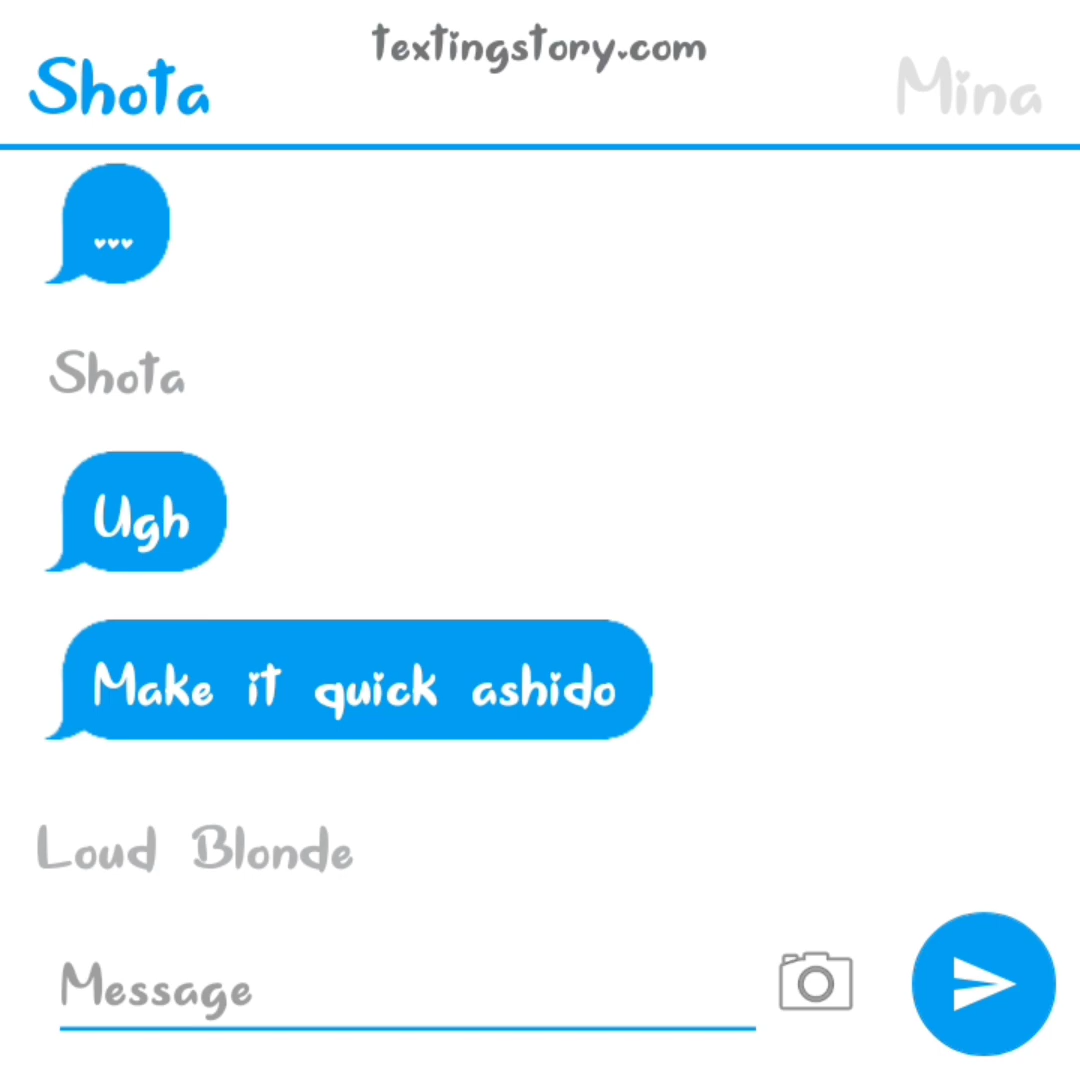 textingstory.com
Shota
Mina
...
Shota
Ugh
Make it quick ashido
Loud Blonde
Message